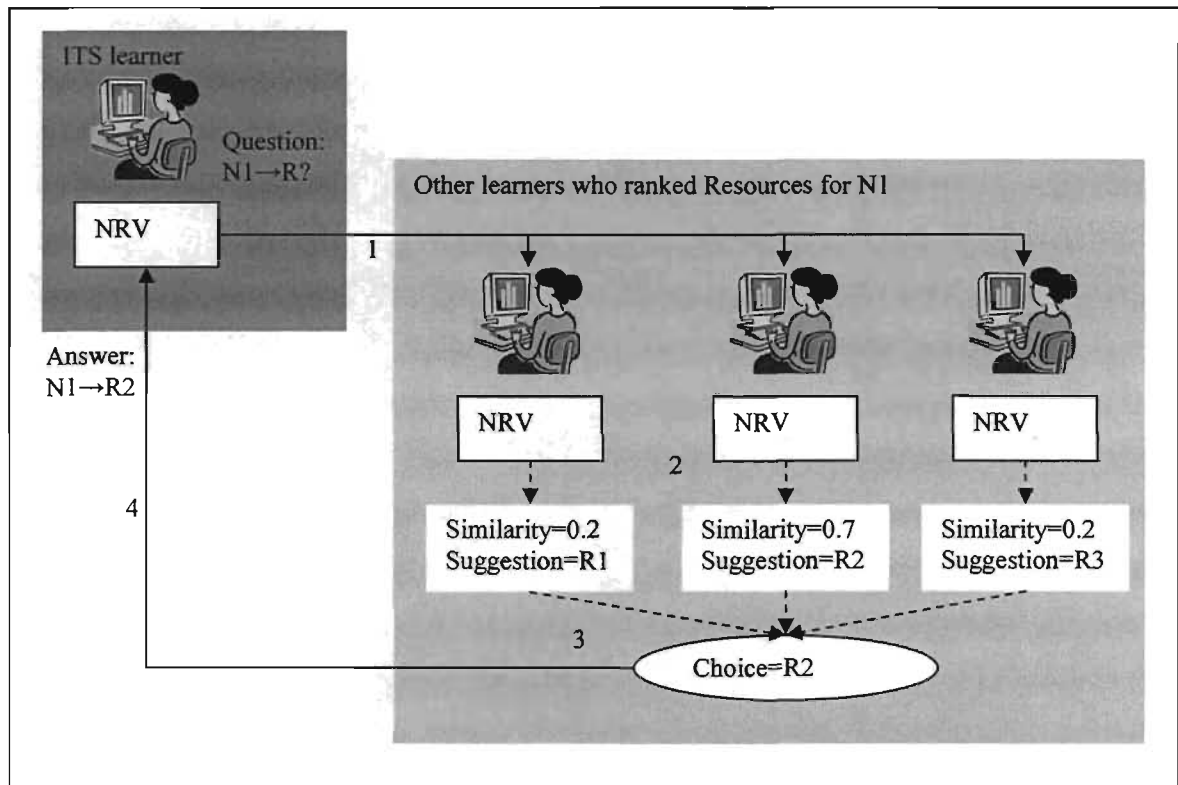 ITS learner
Question:
N1→R?
NRV
Other learners who ranked Resources for N1
1
Answer:
N1→R2
NRV
NRV
NRV
2
4
Similarity=0.2
Suggestion=R1
Similarity=0.7
Suggestion=R2
Similarity=0.2
Suggestion=R3
3
Choice=R2